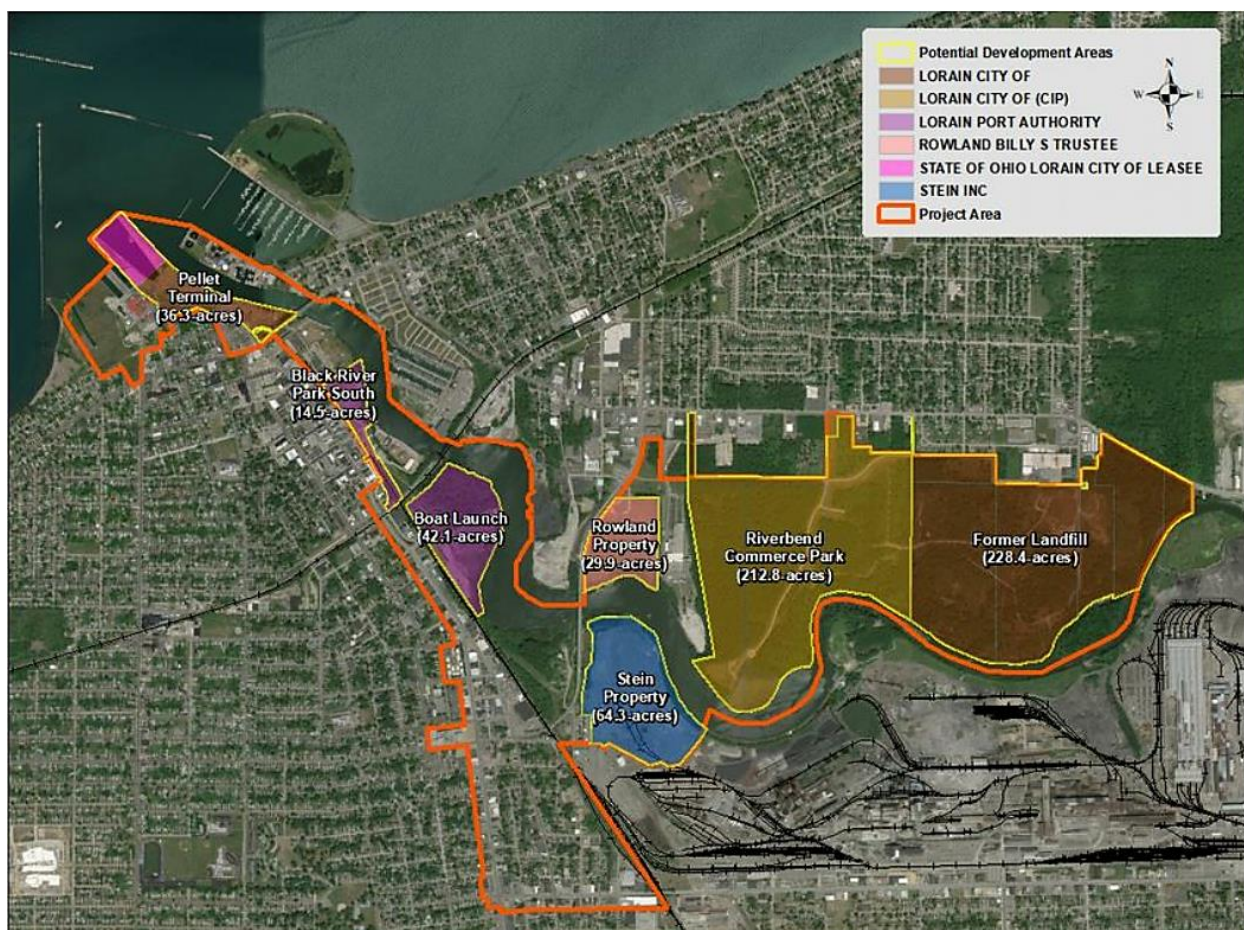 Potential Development Areas
LORAIN CITY OF
LORAIN CITY OF (CIP)
LORAIN PORT AUTHORITY
ROWLAND BILLY S TRUSTEE
STATE OF OHIO LORAIN CITY OF LEASEE
STEIN INC
Project Area
N
W E
S
Pellet
Terminal
(36.3-acres)
Black River
Park South
(14.5-acres)
Boat Launch
(42.1-acres)
Rowland
Property
(29.9-acres)
Riverbend
Commerce Park
(212.8-acres)
Former Landfill
(228.4-acres)
Stein
Property
(64.3-acres)